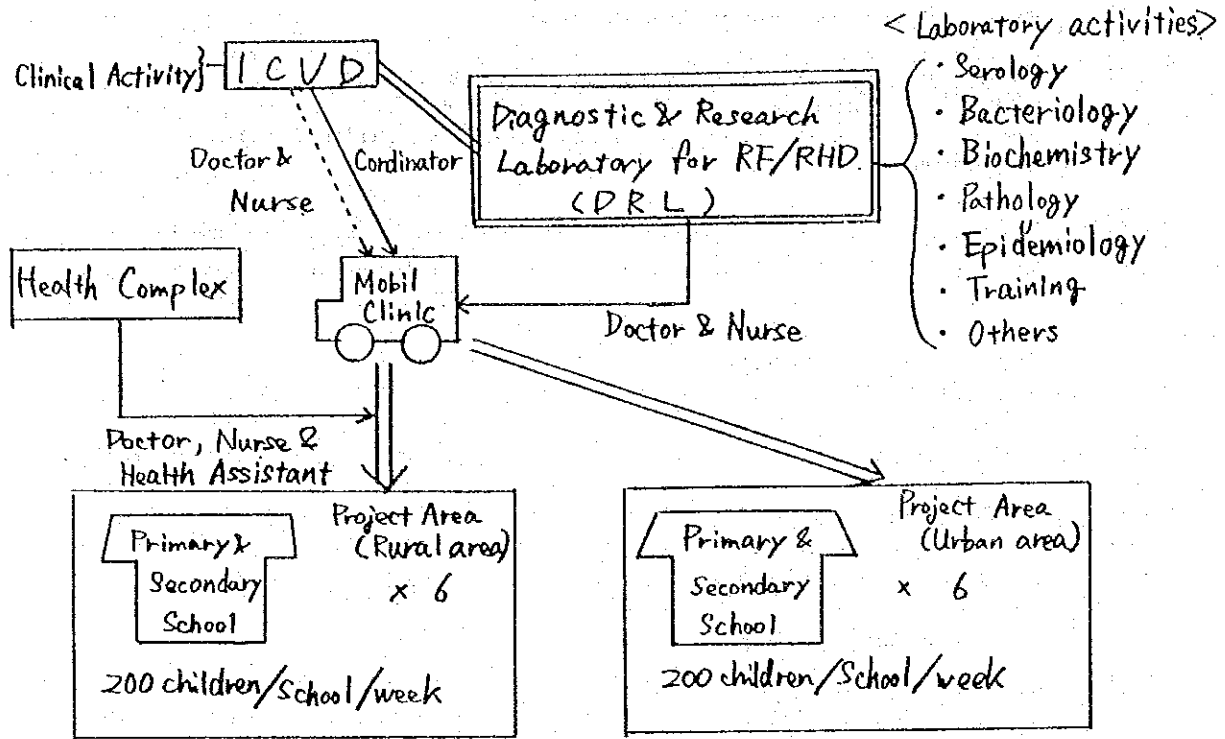 <Laboratory activities>
Clinical Activity}
ICVD
Diagnostic & Research
Laboratory for RF/RHD.
(DRL)
· Serology
· Bacteriology
· Biochemistry
· Pathology
· Epidemiology
· Training
· Others
Doctor &
Nurse
Cordinator
Health Complex
Mobil
Clinic
Doctor & Nurse
Doctor, Nurse &
Health Assistant
Project Area
(Rural area)
× 6
Primary &
Secondary
School
200 children/School/week
Project Area
(Urban area)
× 6
Primary &
Secondary
School
200 children/School/week